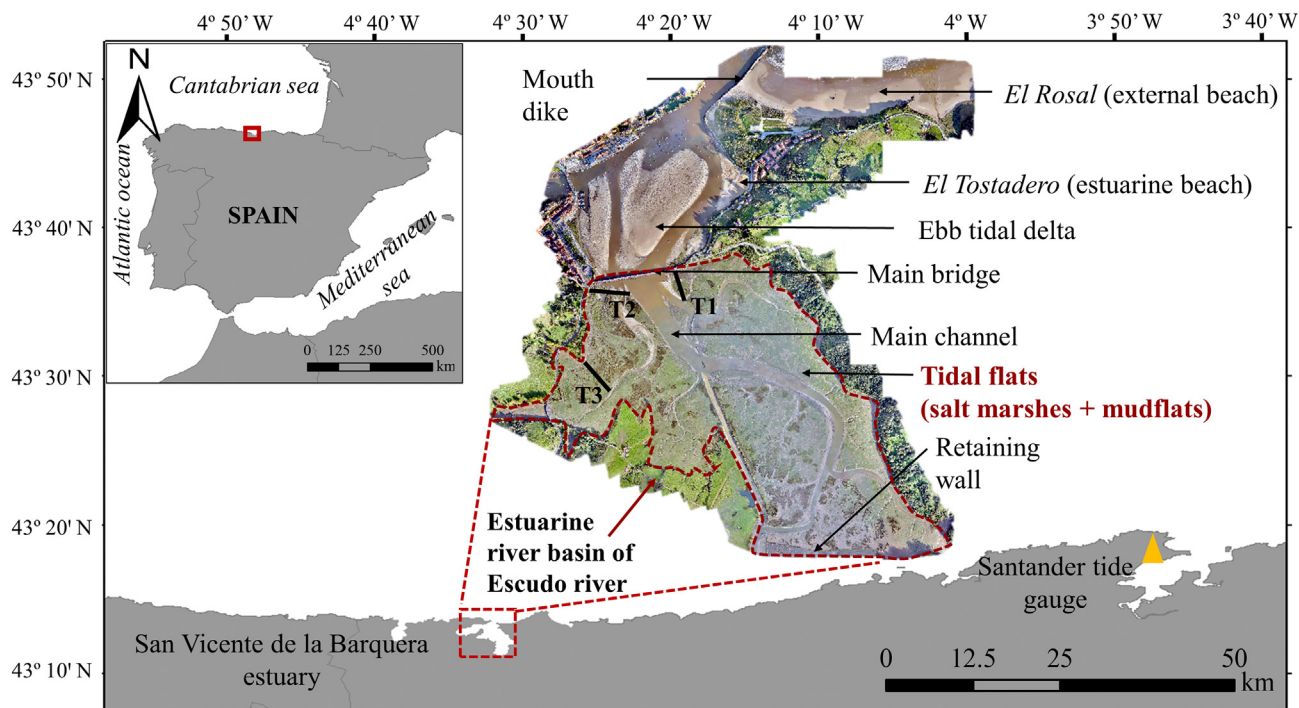 4º 50’ W
4º 40’ W
4º 30’ W
4º 20’ W
4º 10’ W
4º 0’ W
3º 50’ W
3º 40’ W
43º 50’ N
43º 40’ N
43º 30’ N
43º 20’ N
43º 10’ N
N
Cantabrian sea
Atlantic ocean
SPAIN
Mediterranean
sea
0 125 250 500
km
Mouth
dike
El Rosal (external beach)
El Tostadero (estuarine beach)
Ebb tidal delta
Main bridge
T1
T2
T3
Main channel
Tidal flats
(salt marshes + mudflats)
Retaining
wall
Estuarine
river basin of
Escudo river
Santander tide
gauge
San Vicente de la Barquera
estuary
0 12.5 25 50
km